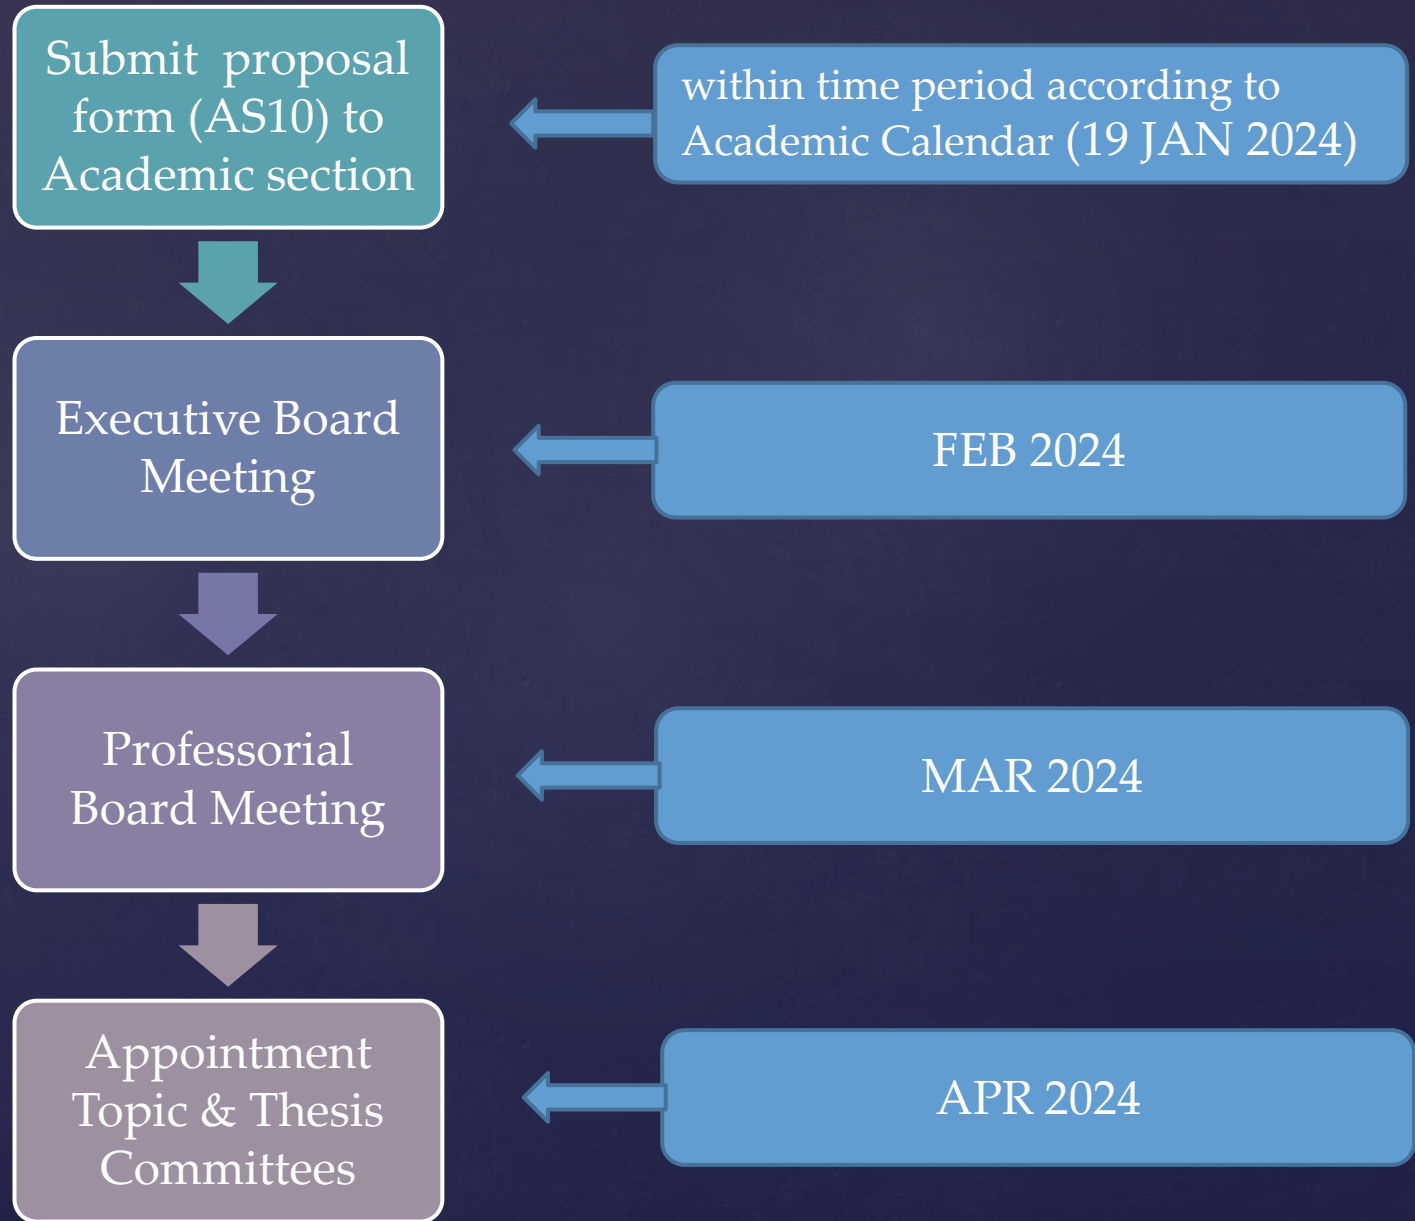 Submit proposal
form (AS10) to
Academic section
within time period according to
Academic Calendar (19 JAN 2024)
Executive Board
Meeting
FEB 2024
Professorial
Board Meeting
MAR 2024
Appointment
Topic & Thesis
Committees
APR 2024